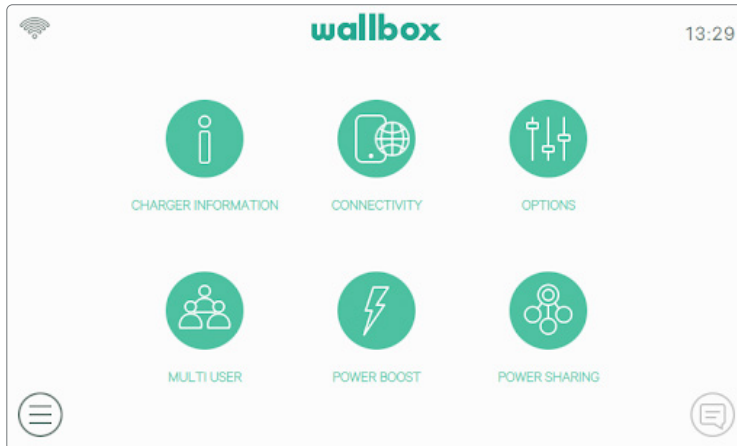 wallbox
13:29
CHARGER INFORMATION
CONNECTIVITY
OPTIONS
MULTI USER
POWER BOOST
POWER SHARING